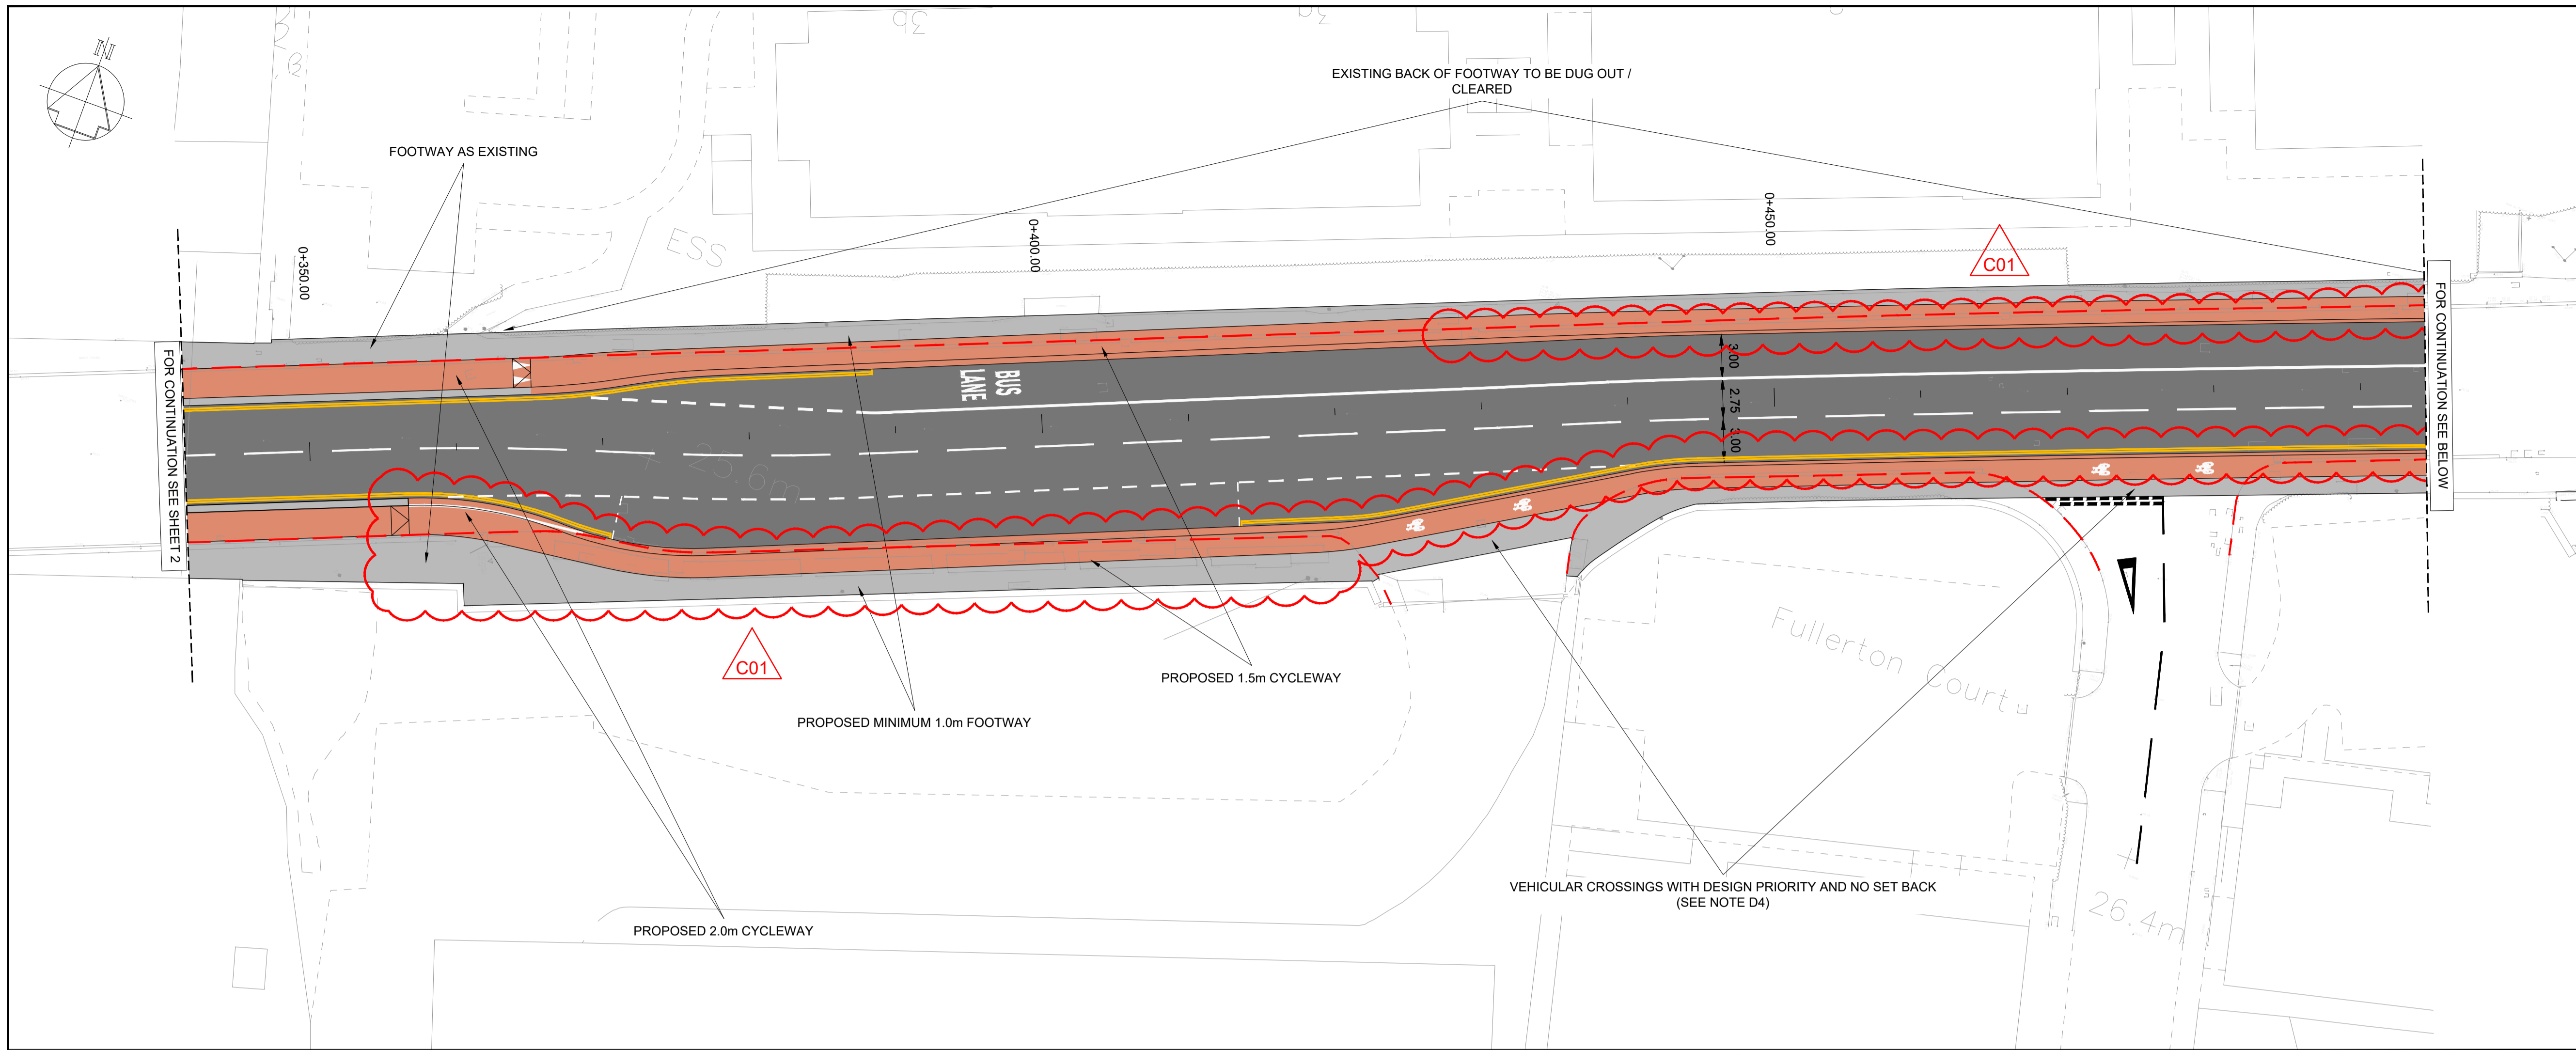 3b
3a
N
EXISTING BACK OF FOOTWAY TO BE DUG OUT /
CLEARED
FOOTWAY AS EXISTING
ESS
0+350.00
0+400.00
0+450.00
C01
FOR CONTINUATION SEE SHEET 2
BUS
LANE
3.00
2.75
3.00
FOR CONTINUATION SEE BELOW
25.6m
C01
PROPOSED 1.5m CYCLEWAY
PROPOSED MINIMUM 1.0m FOOTWAY
Fullerton Court
VEHICULAR CROSSINGS WITH DESIGN PRIORITY AND NO SET BACK
(SEE NOTE D4)
26.4m
PROPOSED 2.0m CYCLEWAY